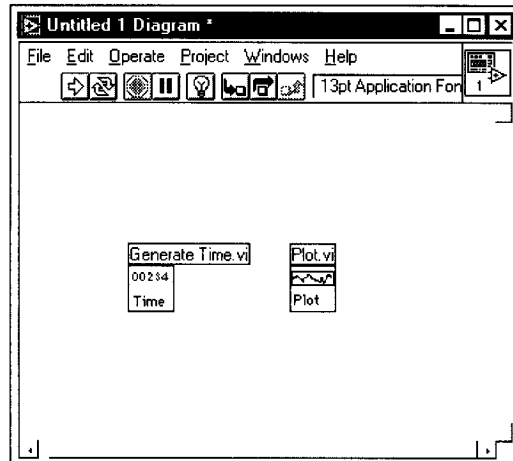 Untitled 1 Diagram *
File Edit Operate Project Windows Help
13pt Application Fon
1
Generate Time.vi Plot.vi
00234
Time Plot